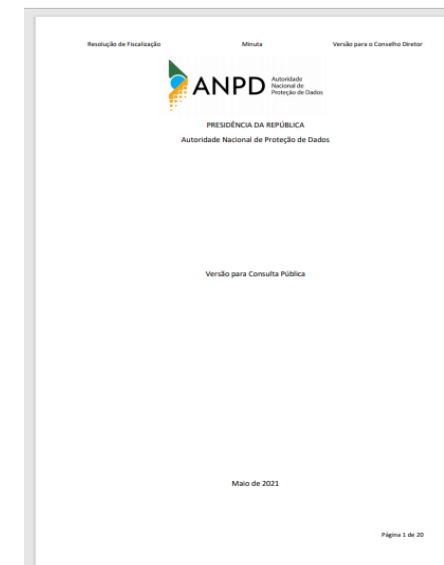 Resolução de Fiscalização Minuta Versão para o Conselho Diretor
ANPD Autoridade
Nacional de
Proteção de Dados
PRESIDÊNCIA DA REPÚBLICA
Autoridade Nacional de Proteção de Dados
Versão para Consulta Pública
Maio de 2021
Página 1 de 20